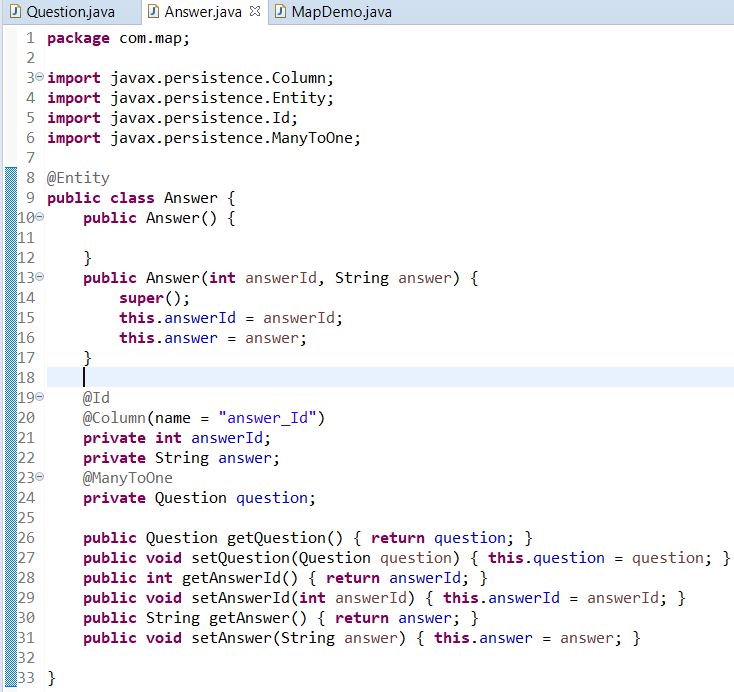 Question.java Answer.java MapDemo.java
1 package com.map;
2
3 import javax.persistence.Column;
4 import javax.persistence.Entity;
5 import javax.persistence.Id;
6 import javax.persistence.ManyToOne;
7
8 @Entity
9 public class Answer {
10 public Answer() {
11
12 }
13 public Answer(int answerId, String answer) {
14 super();
15 this.answerId = answerId;
16 this.answer = answer;
17 }
18
19 @Id
20 @Column(name = "answer_Id")
21 private int answerId;
22 private String answer;
23 @ManyToOne
24 private Question question;
25
26 public Question getQuestion() { return question; }
27 public void setQuestion(Question question) { this.question = question; }
28 public int getAnswerId() { return answerId; }
29 public void setAnswerId(int answerId) { this.answerId = answerId; }
30 public String getAnswer() { return answer; }
31 public void setAnswer(String answer) { this.answer = answer; }
32
33 }